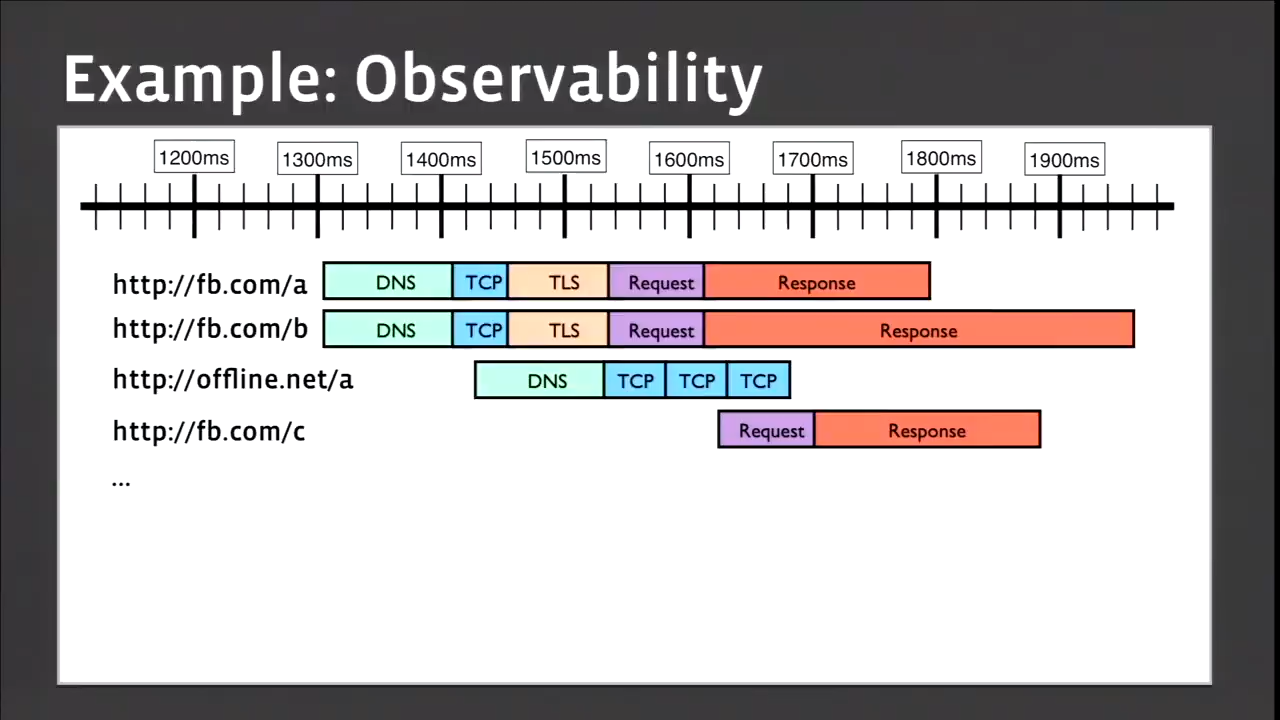 Example: Observability
1200ms 1300ms 1400ms 1500ms 1600ms 1700ms 1800ms 1900ms
http://fb.com/a DNS TCP TLS Request Response
http://fb.com/b DNS TCP TLS Request Response
http://offline.net/a DNS TCP TCP TCP
http://fb.com/c Request Response
...